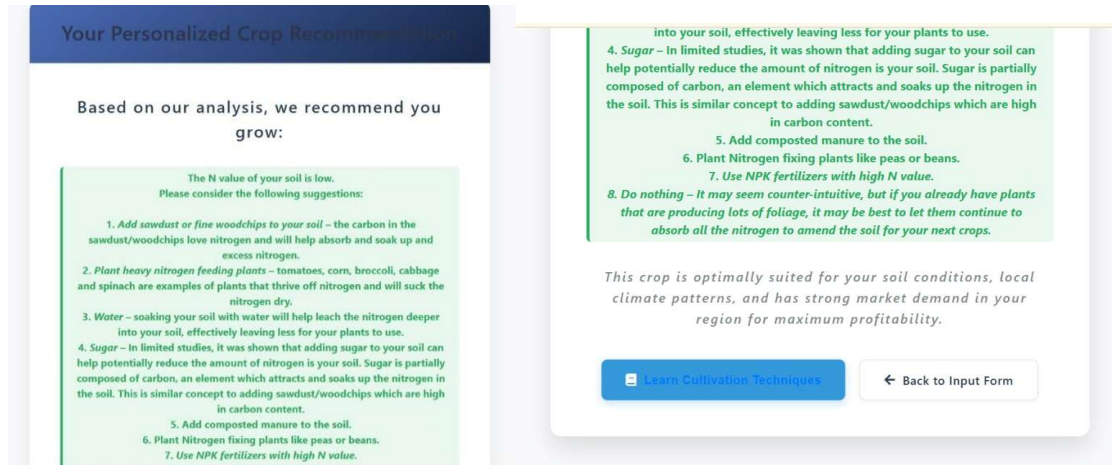 Your Personalized Crop Recommendation
Based on our analysis, we recommend you
grow:
The N value of your soil is low.
Please consider the following suggestions:
1. Add sawdust or fine woodchips to your soil – the carbon in the
sawdust/woodchips love nitrogen and will help absorb and soak up and
excess nitrogen.
2. Plant heavy nitrogen feeding plants – tomatoes, corn, broccoli, cabbage
and spinach are examples of plants that thrive off nitrogen and will suck the
nitrogen dry.
3. Water – soaking your soil with water will help leach the nitrogen deeper
into your soil, effectively leaving less for your plants to use.
4. Sugar – In limited studies, it was shown that adding sugar to your soil can
help potentially reduce the amount of nitrogen is your soil. Sugar is partially
composed of carbon, an element which attracts and soaks up the nitrogen in
the soil. This is similar concept to adding sawdust/woodchips which are high
in carbon content.
5. Add composted manure to the soil.
6. Plant Nitrogen fixing plants like peas or beans.
7. Use NPK fertilizers with high N value.
into your soil, effectively leaving less for your plants to use.
4. Sugar – In limited studies, it was shown that adding sugar to your soil can
help potentially reduce the amount of nitrogen is your soil. Sugar is partially
composed of carbon, an element which attracts and soaks up the nitrogen in
the soil. This is similar concept to adding sawdust/woodchips which are high
in carbon content.
5. Add composted manure to the soil.
6. Plant Nitrogen fixing plants like peas or beans.
7. Use NPK fertilizers with high N value.
8. Do nothing – It may seem counter-intuitive, but if you already have plants
that are producing lots of foliage, it may be best to let them continue to
absorb all the nitrogen to amend the soil for your next crops.
This crop is optimally suited for your soil conditions, local
climate patterns, and has strong market demand in your
region for maximum profitability.
Learn Cultivation Techniques
← Back to Input Form